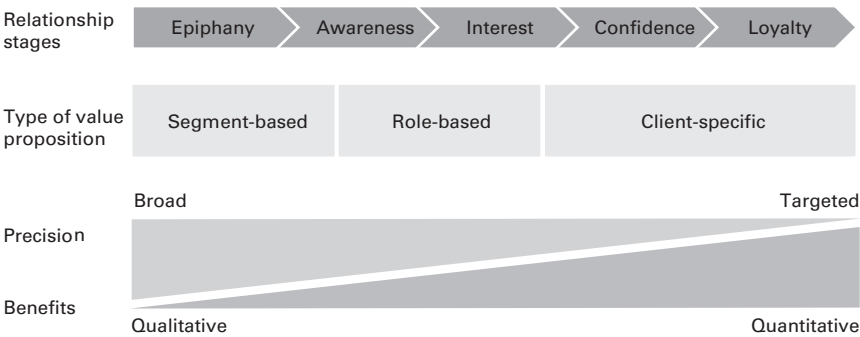 Relationship
stages
Epiphany
Awareness
Interest
Confidence
Loyalty
Type of value
proposition
Segment-based
Role-based
Client-specific
Broad
Targeted
Precision
Benefits
Qualitative
Quantitative